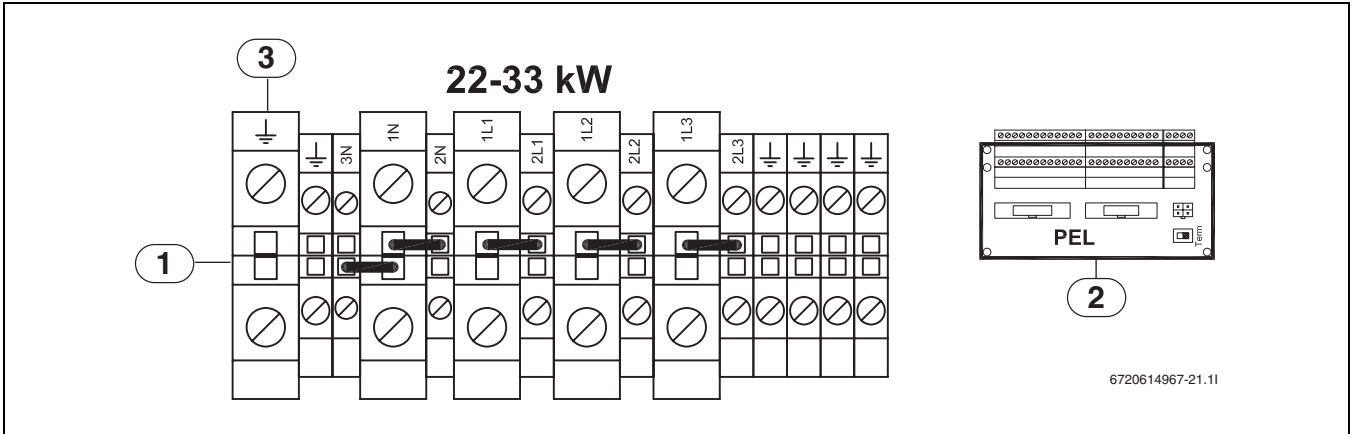 3
22-33 kW
3N
1N
2N
1L1
2L1
1L2
2L2
1L3
2L3
1
PEL
Term
2
6720614967-21.1I